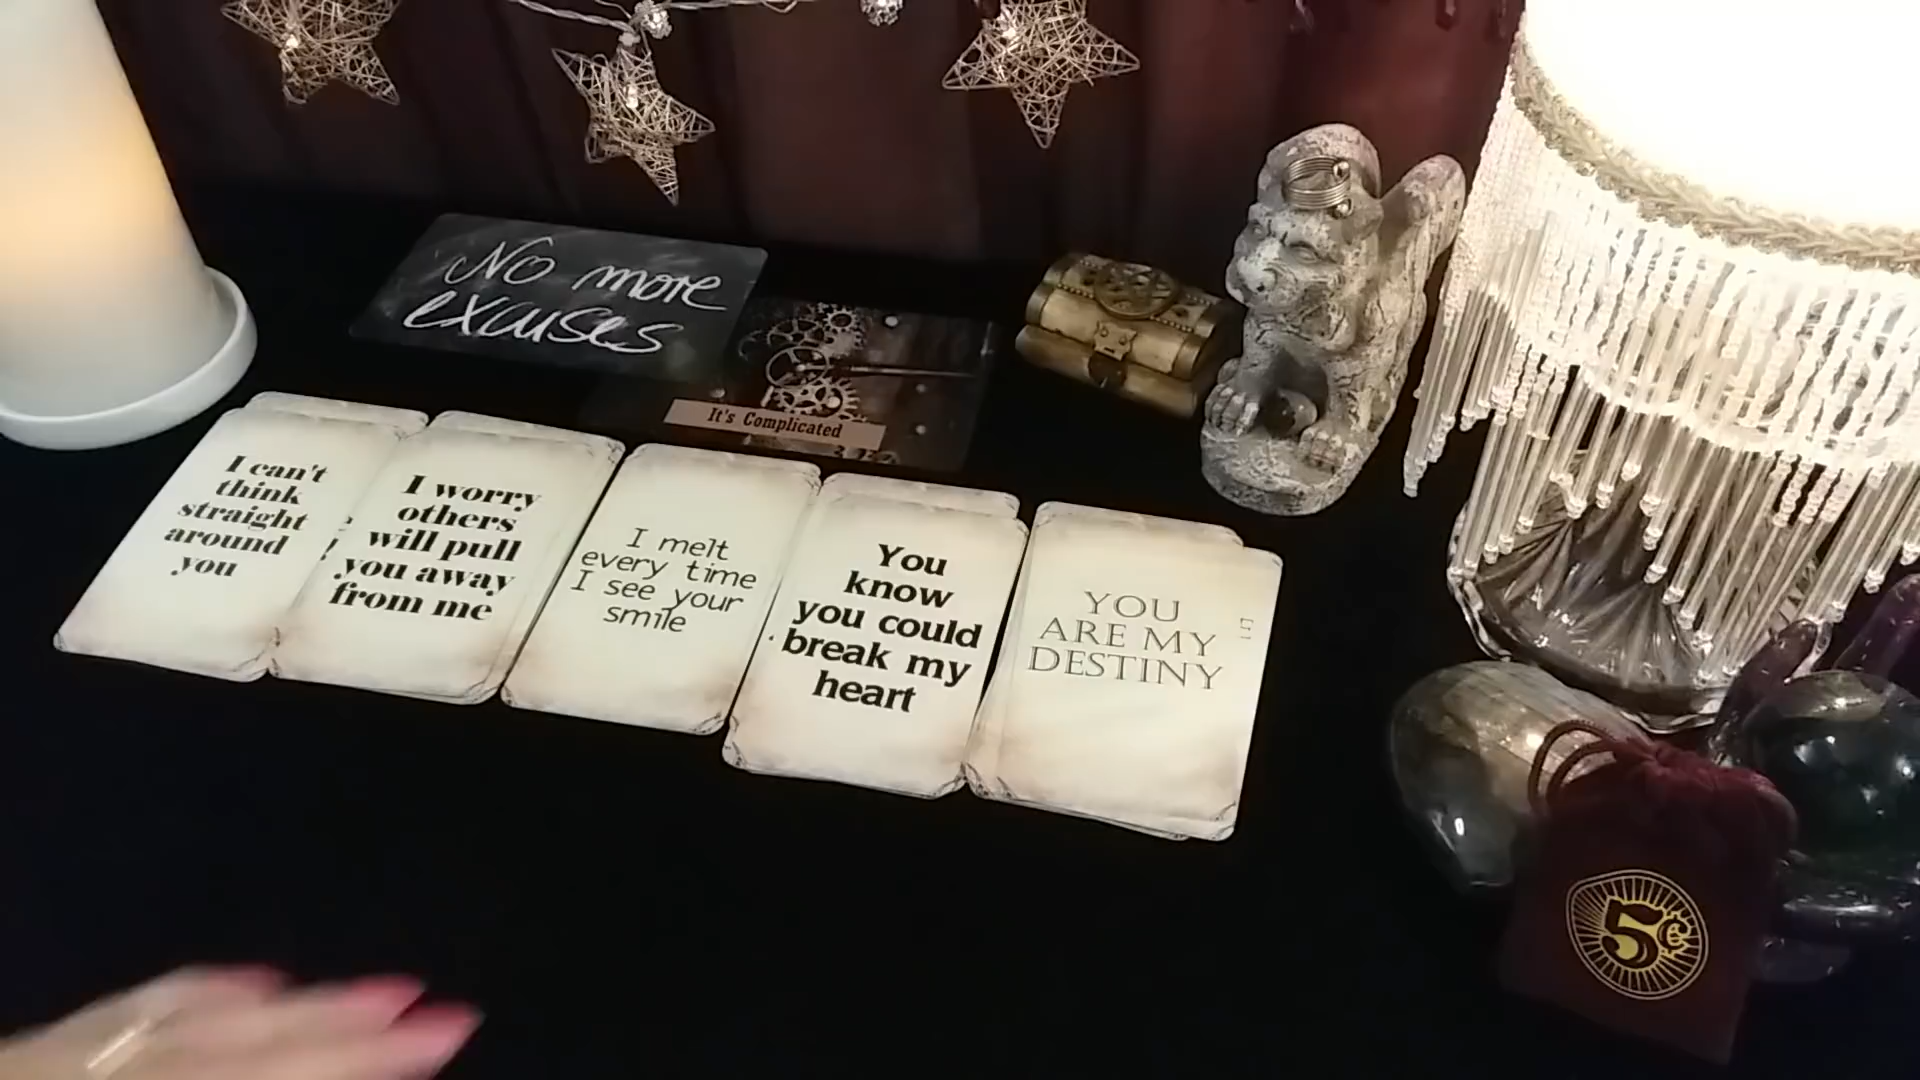 No more
excuses
It's Complicated
I can't
think
straight
around
you
I worry
others
will pull
you away
from me
I melt
every time
I see your
smile
You
know
you could
break my
heart
YOU
ARE MY
DESTINY
5¢